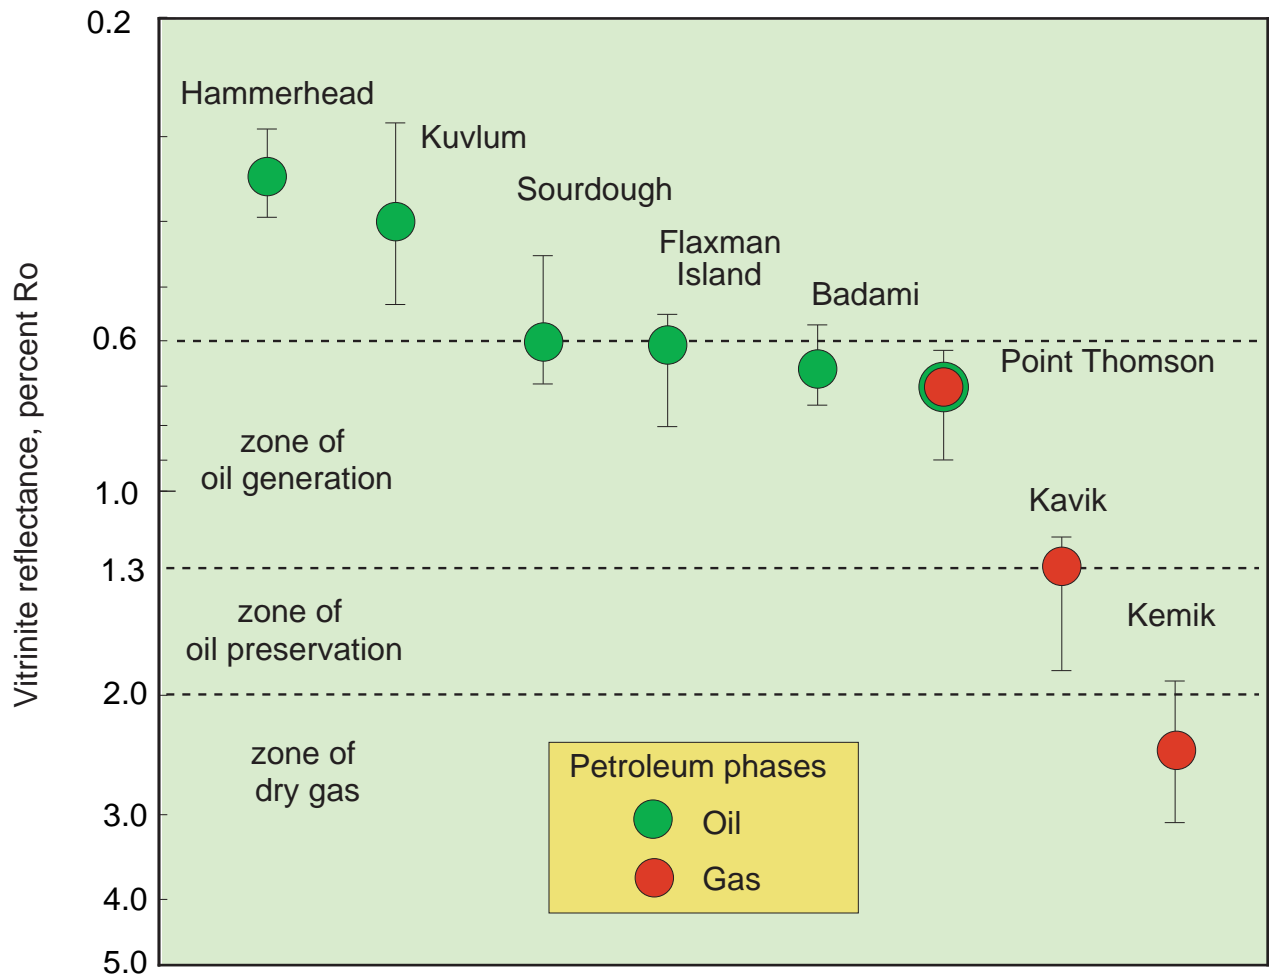 0.2
Hammerhead
Kuvlum
Sourdough
Flaxman
Island
Badami
0.6
Point Thomson
Vitrinite reflectance, percent Ro
zone of
oil generation
1.0
Kavik
1.3
zone of
oil preservation
Kemik
2.0
zone of
dry gas
Petroleum phases
Oil
Gas
3.0
4.0
5.0